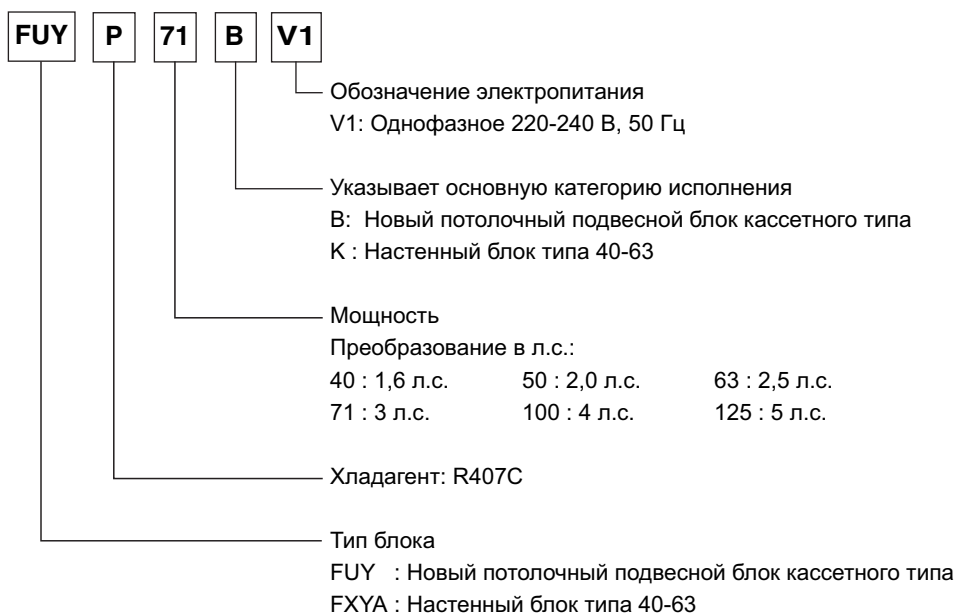 FUY P 71 B V1
Обозначение электропитания
V1: Однофазное 220-240 В, 50 Гц
Указывает основную категорию исполнения
B: Новый потолочный подвесной блок кассетного типа
K : Настенный блок типа 40-63
Мощность
Преобразование в л.с.:
40 : 1,6 л.с. 50 : 2,0 л.с. 63 : 2,5 л.с.
71 : 3 л.с. 100 : 4 л.с. 125 : 5 л.с.
Хладагент: R407C
Тип блока
FUY : Новый потолочный подвесной блок кассетного типа
FXYA : Настенный блок типа 40-63